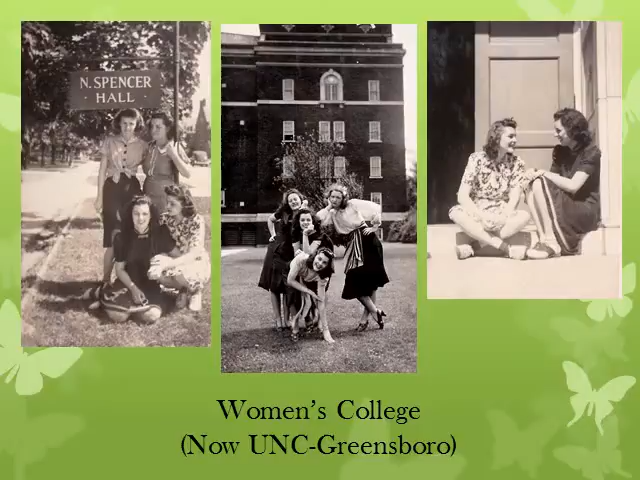 N. SPENCER
· HALL ·
Women's College
(Now UNC-Greensboro)